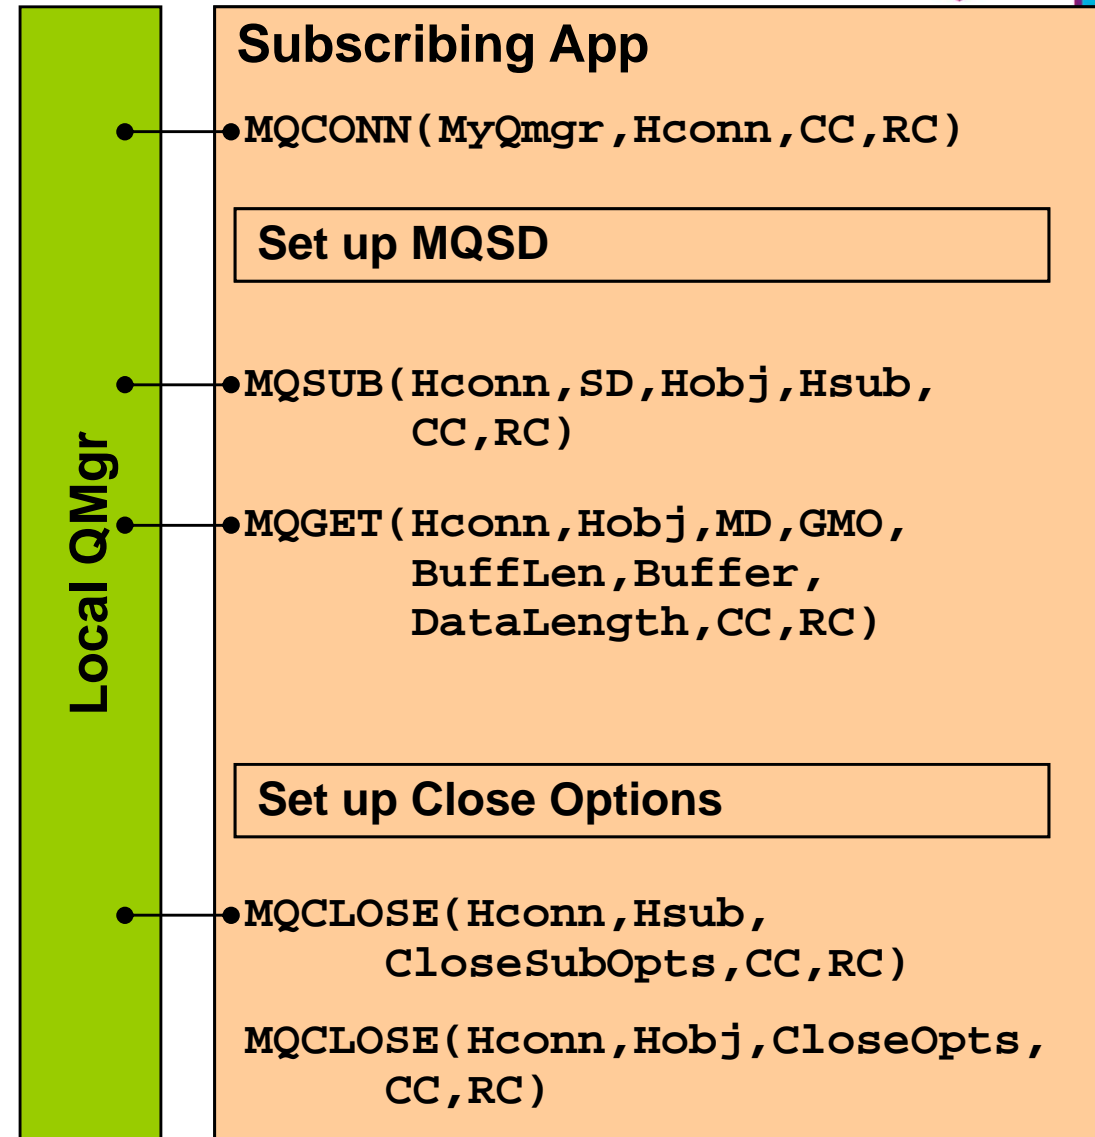 Subscribing App
MQCONN(MyQmgr,Hconn,CC,RC)
Set up MQSD
MQSUB(Hconn,SD,Hobj,Hsub,
CC,RC)
MQGET(Hconn,Hobj,MD,GMO,
BuffLen,Buffer,
DataLength,CC,RC)
Local QMgr
Set up Close Options
MQCLOSE(Hconn,Hsub,
CloseSubOpts,CC,RC)
MQCLOSE(Hconn,Hobj,CloseOpts,
CC,RC)